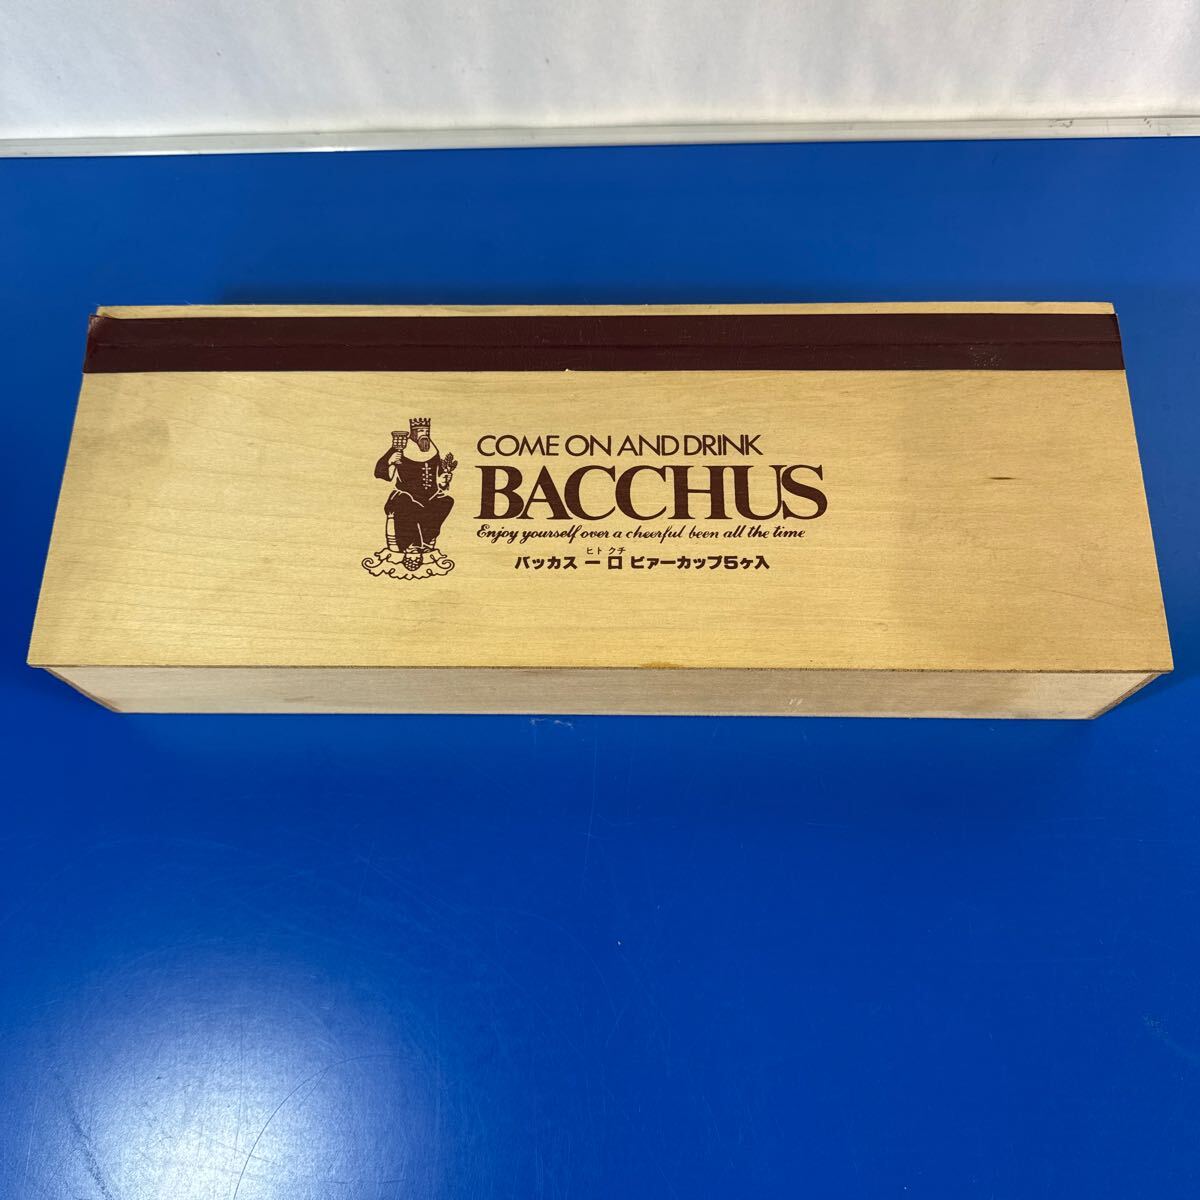 COME ON AND DRINK
BACCHUS
Enjoy yourself over a cheerful been all the time
ヒト クチ
バッカス 一 口 ビァーカップ5ヶ入